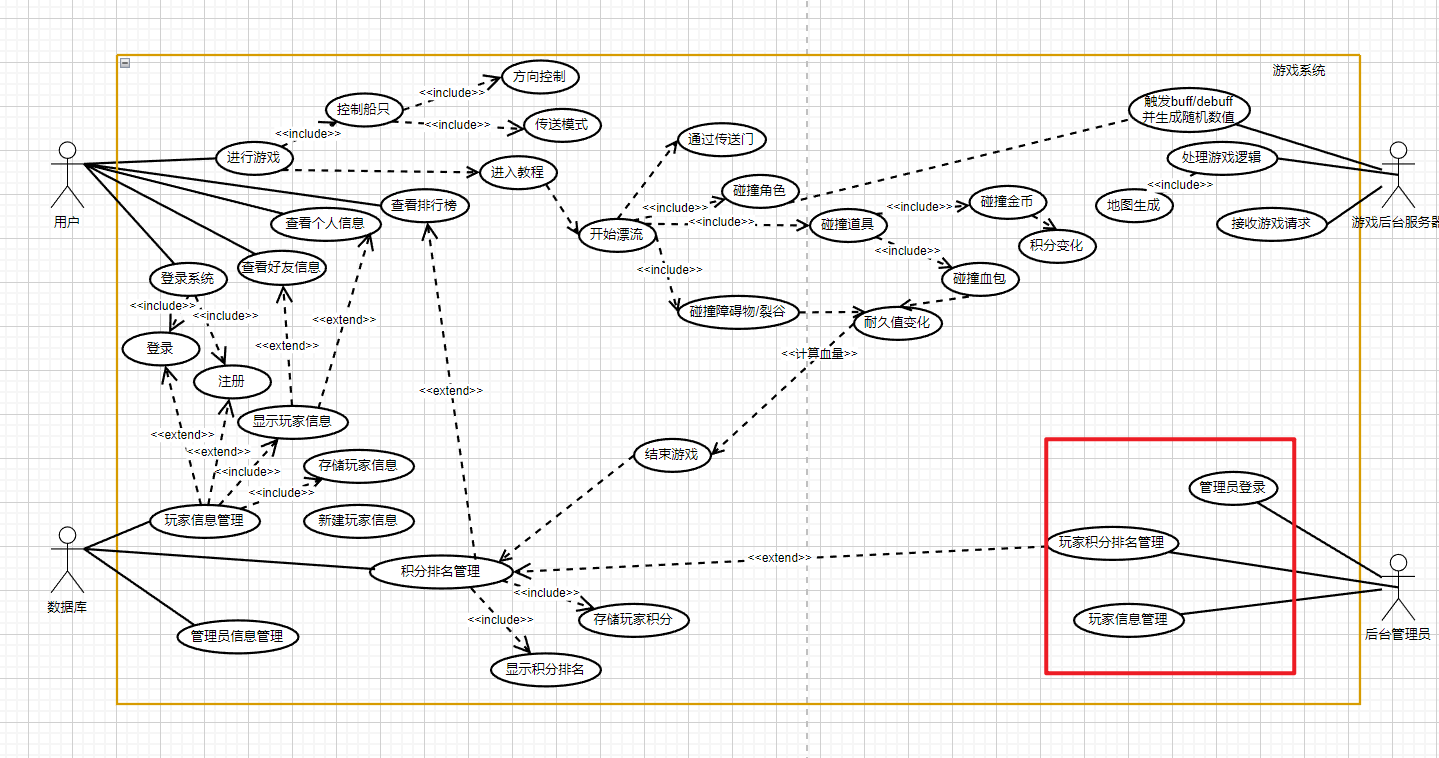 游戏系统
方向控制
<<include>>
控制船只
触发buff/debuff
并生成随机数值
<<include>>
传送模式
<<include>>
通过传送门
进行游戏
处理游戏逻辑
进入教程
<<include>>
碰撞角色
查看排行榜
碰撞金币
地图生成
<<include>>
<<include>>
用户
查看个人信息
<<include>>
碰撞道具
接收游戏请求
游戏后台服务器
开始漂流
积分变化
<<include>>
查看好友信息
<<include>>
登录系统
碰撞血包
<<include>>
<<include>>
<<extend>>
碰撞障碍物/裂谷
耐久值变化
登录
<<extend>>
<<计算血量>>
注册
<<extend>>
显示玩家信息
<<extend>>
<<extend>>
结束游戏
<<include>>
存储玩家信息
<<include>>
管理员登录
玩家信息管理
新建玩家信息
玩家积分排名管理
<<extend>>
积分排名管理
数据库
<<include>>
存储玩家积分
玩家信息管理
<<include>>
后台管理员
管理员信息管理
显示积分排名